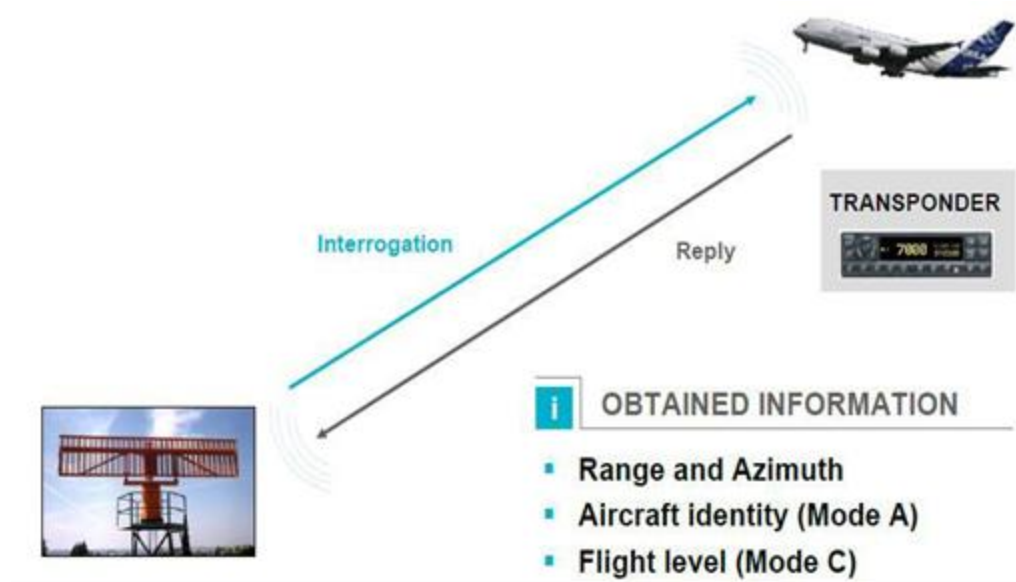 TRANSPONDER
7000
Interrogation
Reply
i
OBTAINED INFORMATION
Range and Azimuth
Aircraft identity (Mode A)
Flight level (Mode C)